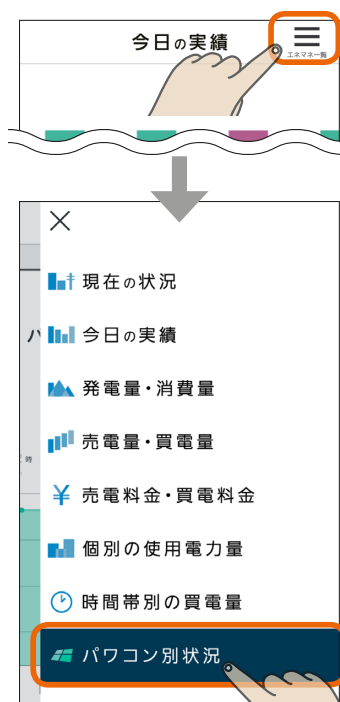 今日の実績
エネマネ一覧
現在の状況
今日の実績
発電量・消費量
売電量・買電量
売電料金・買電料金
個別の使用電力量
時間帯別の買電量
パワコン別状況